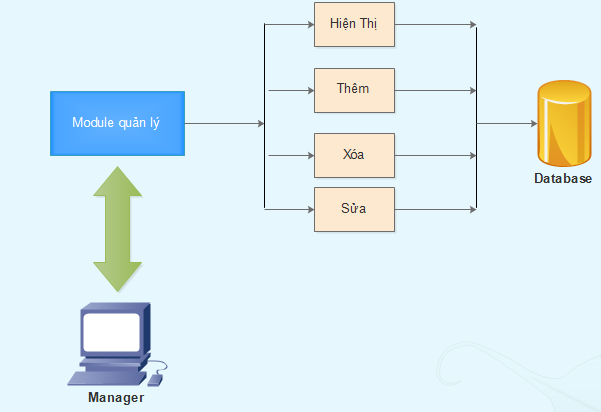 Hiện Thị
Thêm
Module quản lý
Xóa
Database
Sửa
Manager